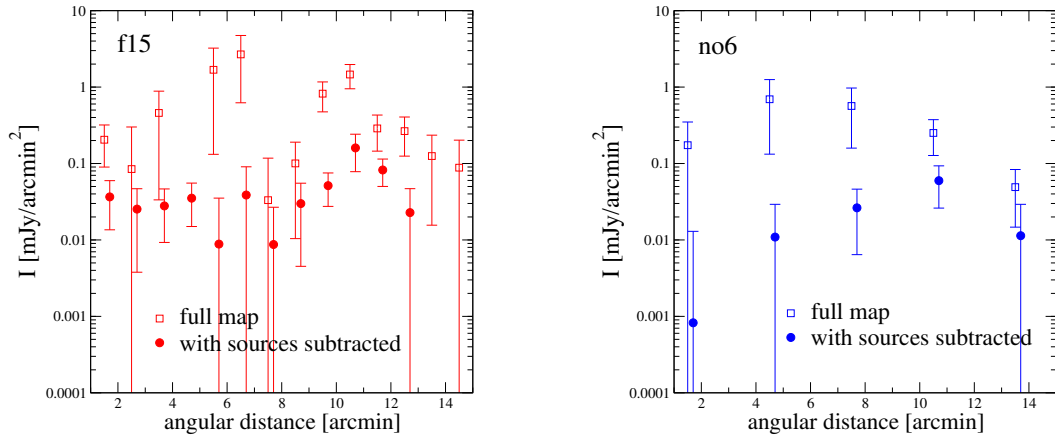 f15
10
1
0.1
0.01
0.001
0.0001
I [mJy/arcmin²]
full map
with sources subtracted
2 4 6 8 10 12 14
angular distance [arcmin]
no6
10
1
0.1
0.01
0.001
0.0001
I [mJy/arcmin²]
full map
with sources subtracted
2 4 6 8 10 12 14
angular distance [arcmin]